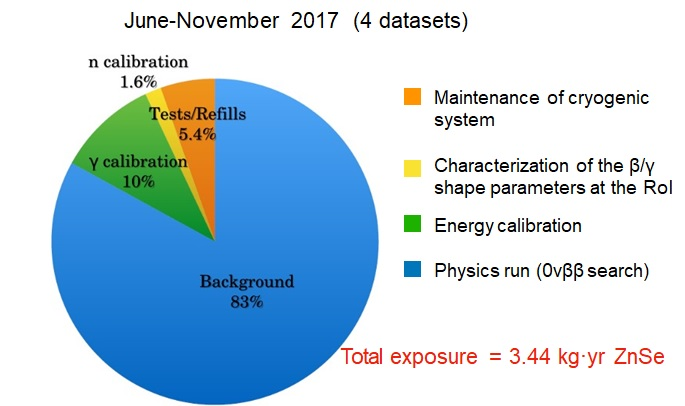 June-November 2017 (4 datasets)
n calibration
1.6%
Tests/Refills
5.4%
γ calibration
10%
Background
83%
Maintenance of cryogenic
system
Characterization of the β/γ
shape parameters at the RoI
Energy calibration
Physics run (0νββ search)
Total exposure = 3.44 kg·yr ZnSe